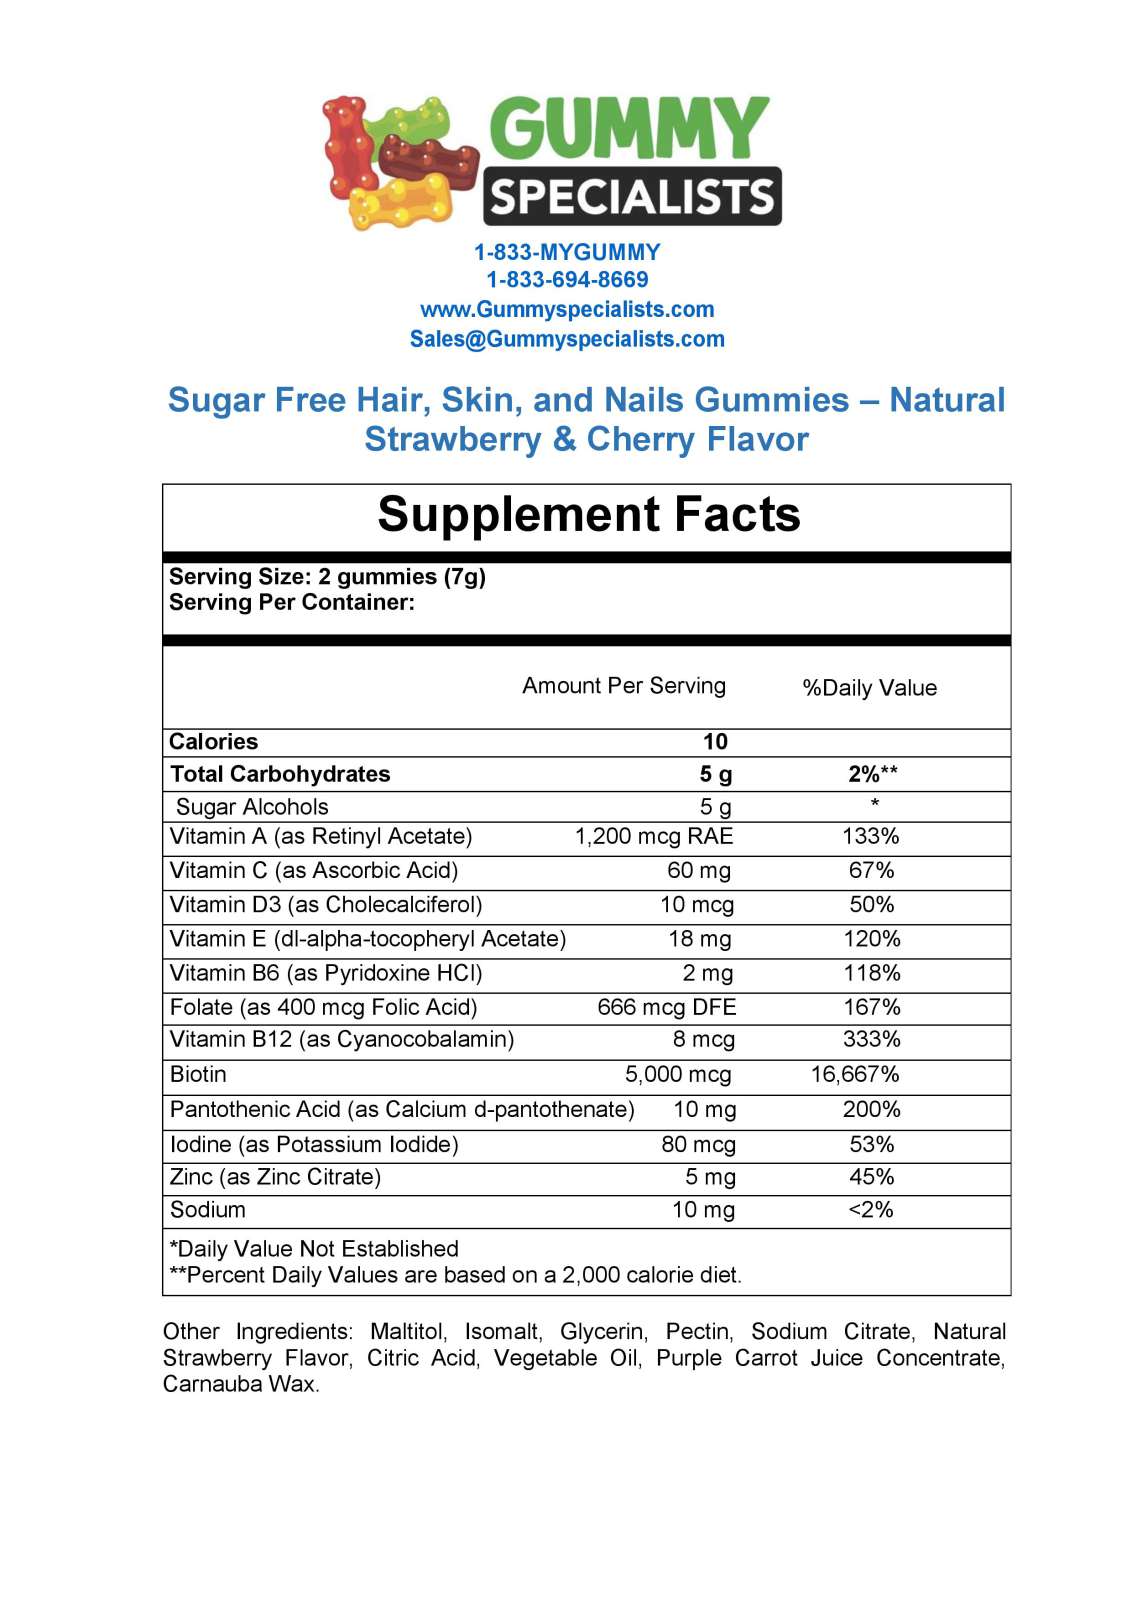 GUMMY
SPECIALISTS
1-833-MYGUMMY
1-833-694-8669
www.Gummyspecialists.com
Sales@Gummyspecialists.com
Sugar Free Hair, Skin, and Nails Gummies – Natural
Strawberry & Cherry Flavor
Supplement Facts
Serving Size: 2 gummies (7g)
Serving Per Container:
Amount Per Serving %Daily Value
Calories 10
Total Carbohydrates 5 g 2%**
Sugar Alcohols 5 g *
Vitamin A (as Retinyl Acetate) 1,200 mcg RAE 133%
Vitamin C (as Ascorbic Acid) 60 mg 67%
Vitamin D3 (as Cholecalciferol) 10 mcg 50%
Vitamin E (dl-alpha-tocopheryl Acetate) 18 mg 120%
Vitamin B6 (as Pyridoxine HCl) 2 mg 118%
Folate (as 400 mcg Folic Acid) 666 mcg DFE 167%
Vitamin B12 (as Cyanocobalamin) 8 mcg 333%
Biotin 5,000 mcg 16,667%
Pantothenic Acid (as Calcium d-pantothenate) 10 mg 200%
Iodine (as Potassium Iodide) 80 mcg 53%
Zinc (as Zinc Citrate) 5 mg 45%
Sodium 10 mg <2%
*Daily Value Not Established
**Percent Daily Values are based on a 2,000 calorie diet.
Other Ingredients: Maltitol, Isomalt, Glycerin, Pectin, Sodium Citrate, Natural
Strawberry Flavor, Citric Acid, Vegetable Oil, Purple Carrot Juice Concentrate,
Carnauba Wax.